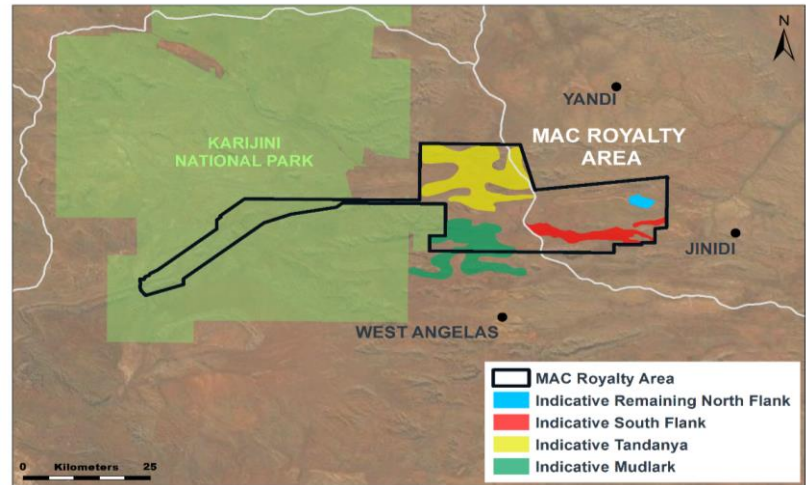 N
YANDI
MAC ROYALTY
AREA
KARIJINI
NATIONAL PARK
JINIDI
WEST ANGELAS
MAC Royalty Area
Indicative Remaining North Flank
Indicative South Flank
Indicative Tandanya
Indicative Mudlark
0 Kilometers 25